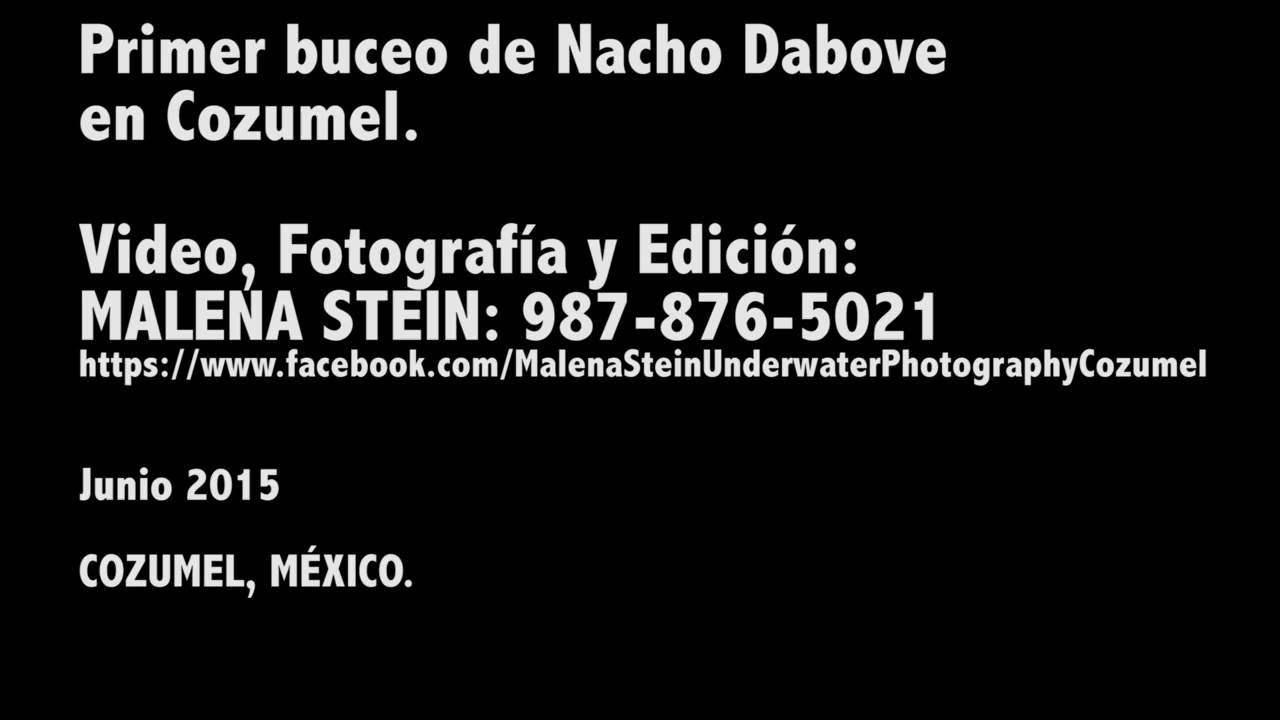 Primer buceo de Nacho Dabove
en Cozumel.
Video, Fotografía y Edición:
MALENA STEIN: 987-876-5021
https://www.facebook.com/MalenaSteinUnderwaterPhotographyCozumel
Junio 2015
COZUMEL, MÉXICO.